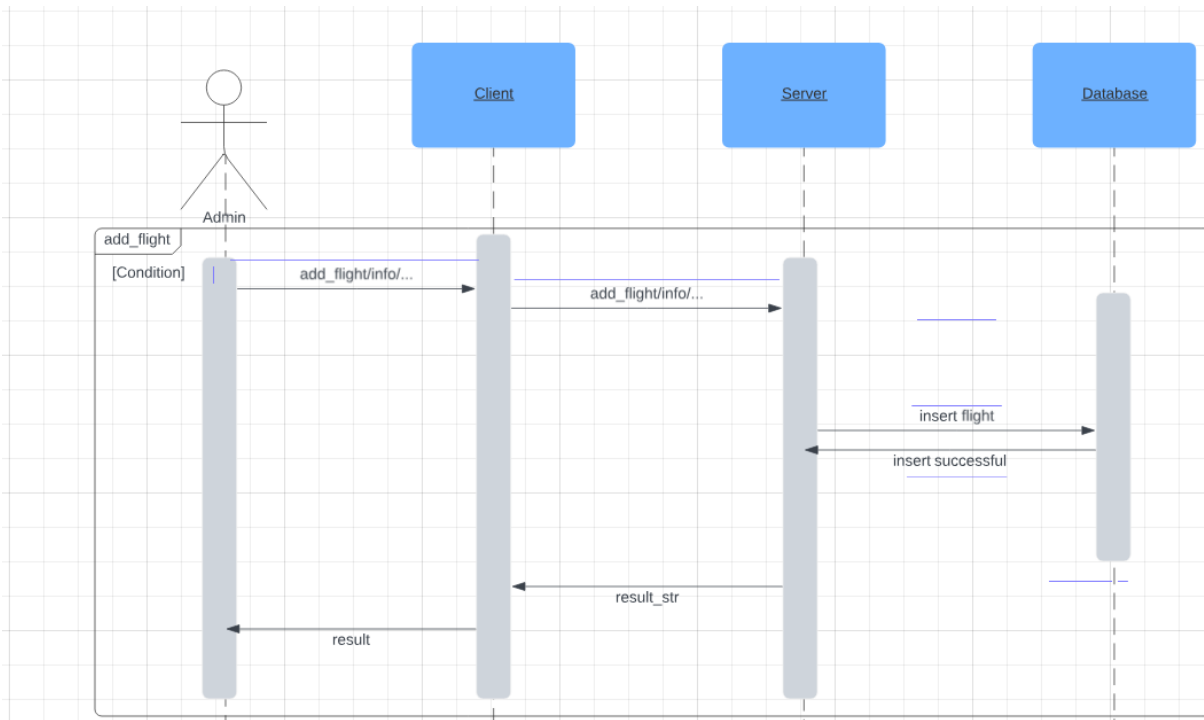 Client
Server
Database
Admin
add_flight
[Condition]
add_flight/info/...
add_flight/info/...
insert flight
insert successful
result_str
result